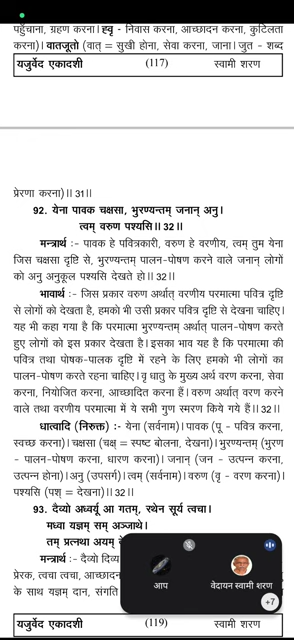 पहुँचाना, ग्रहण करना। ह्वृ - निवास करना, आच्छादन करना, कुटिलता
करना)। वातजूतो (वात् = सुखी होना, सेवा करना, जाना। जुत - शब्द
यजुर्वेद एकादशी (117) स्वामी शरण
प्रेरणा करना)॥ 31॥
92. येना पावक चक्षसा, भुरण्यन्तम् जनान् अनु।
त्वम् वरुण पश्यसि॥ 32॥
मन्त्रार्थ :- पावक हे पवित्रकारी, वरुण हे वरणीय, त्वम् तुम येना
जिस चक्षसा दृष्टि से, भुरण्यन्तम् पालन-पोषण करने वाले जनान् लोगों
को अनु अनुकूल पश्यसि देखते हो॥ 32॥
भावार्थ :- जिस प्रकार वरुण अर्थात् वरणीय परमात्मा पवित्र दृष्टि
से लोगों को देखता है, हमको भी उसी प्रकार पवित्र दृष्टि से देखना चाहिए।
यह भी कहा गया है कि परमात्मा भुरण्यन्तम् अर्थात् पालन-पोषण करते
हुए लोगों को इस प्रकार देखता है। इसका भाव यह है कि परमात्मा की
पवित्र तथा पोषक-पालक दृष्टि में रहने के लिए हमको भी लोगों का
पालन-पोषण करते रहना चाहिए। वृ धातु के मुख्य अर्थ वरण करना, सेवा
करना, नियोजित करना, आच्छादित करना हैं। वरुण अर्थात् वरण करने
वाले तथा वरणीय परमात्मा में ये सभी गुण स्मरण किये गये हैं॥ 32॥
धात्वादि (निरुक्त) :- येना (सर्वनाम)। पावक (पू - पवित्र करना,
स्वच्छ करना)। चक्षसा (चक्ष् = स्पष्ट बोलना, देखना)। भुरण्यन्तम् (भुरण
- पालन-पोषण करना, धारण करना)। जनान् (जन - उत्पन्न करना,
उत्पन्न होना)। अनु (उपसर्ग)। त्वम् (सर्वनाम)। वरुण (वृ - वरण करना)।
पश्यसि (पश् = देखना)॥ 32॥
93. दैव्यो अध्वर्यू आ गतम्, रथेन सूर्य त्वचा।
मध्वा यज्ञम् सम् अञ्जाथे।
तम् प्रत्नथा अयम्
मन्त्रार्थ :- दैव्यो दिव्य
प्रेरक, त्वचा त्वचा, आच्छादन
के साथ यज्ञम् दान, संगति
आप वेदायन स्वामी शरण
+7
यजुर्वेद एकादशी (119) स्वामी शरण